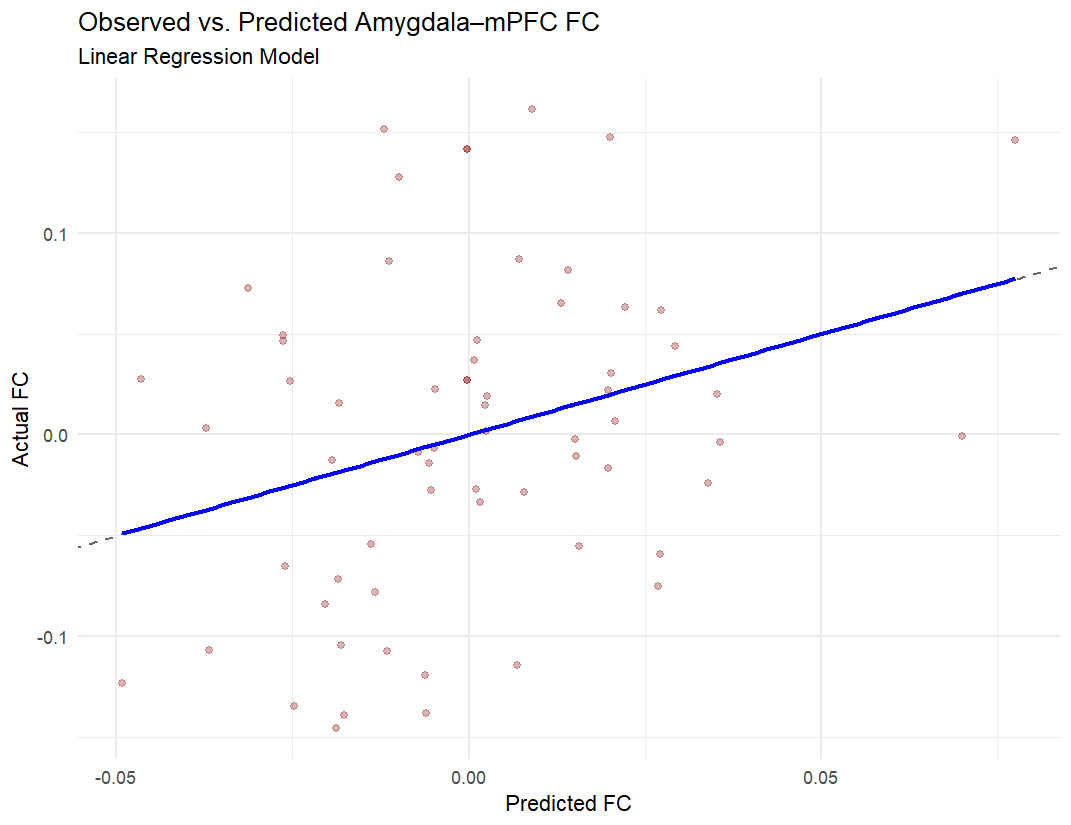 Observed vs. Predicted Amygdala–mPFC FC
Linear Regression Model
Actual FC
0.1
0.0
-0.1
-0.05
0.00
0.05
Predicted FC